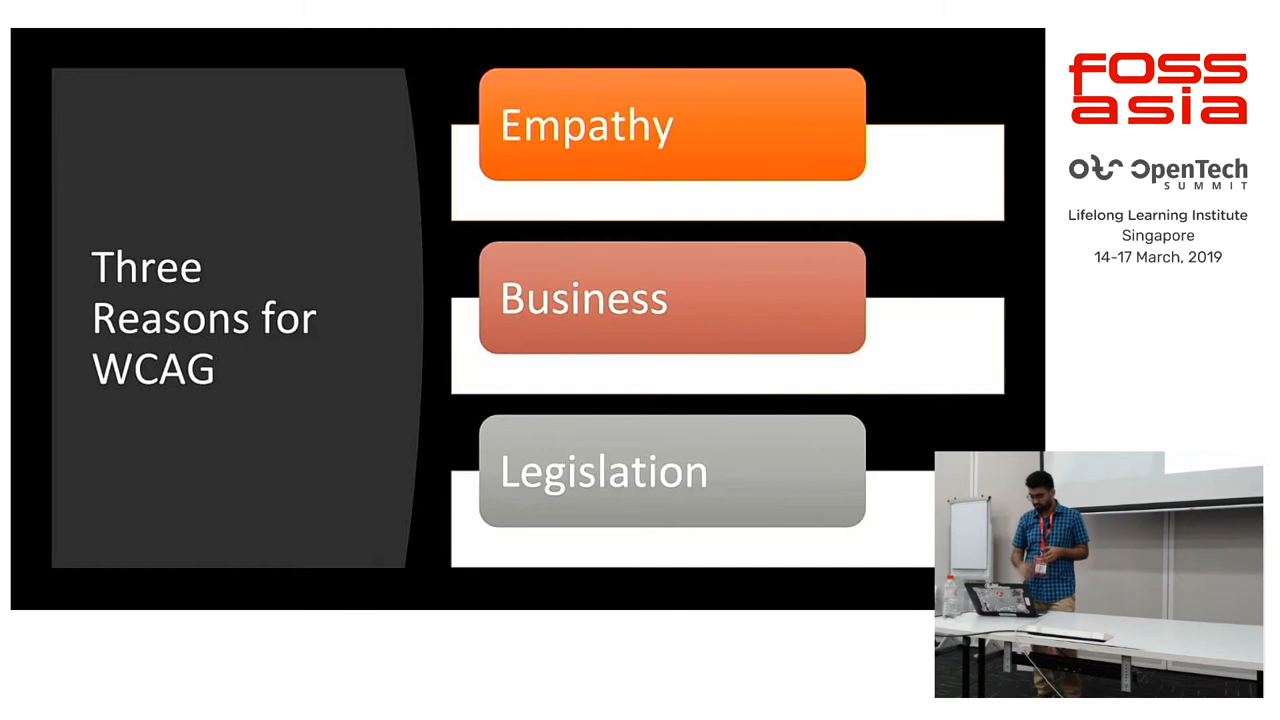 Three
Reasons for
WCAG
Empathy
Business
Legislation
foss
asia
OpenTech
SUMMIT
Lifelong Learning Institute
Singapore
14-17 March, 2019